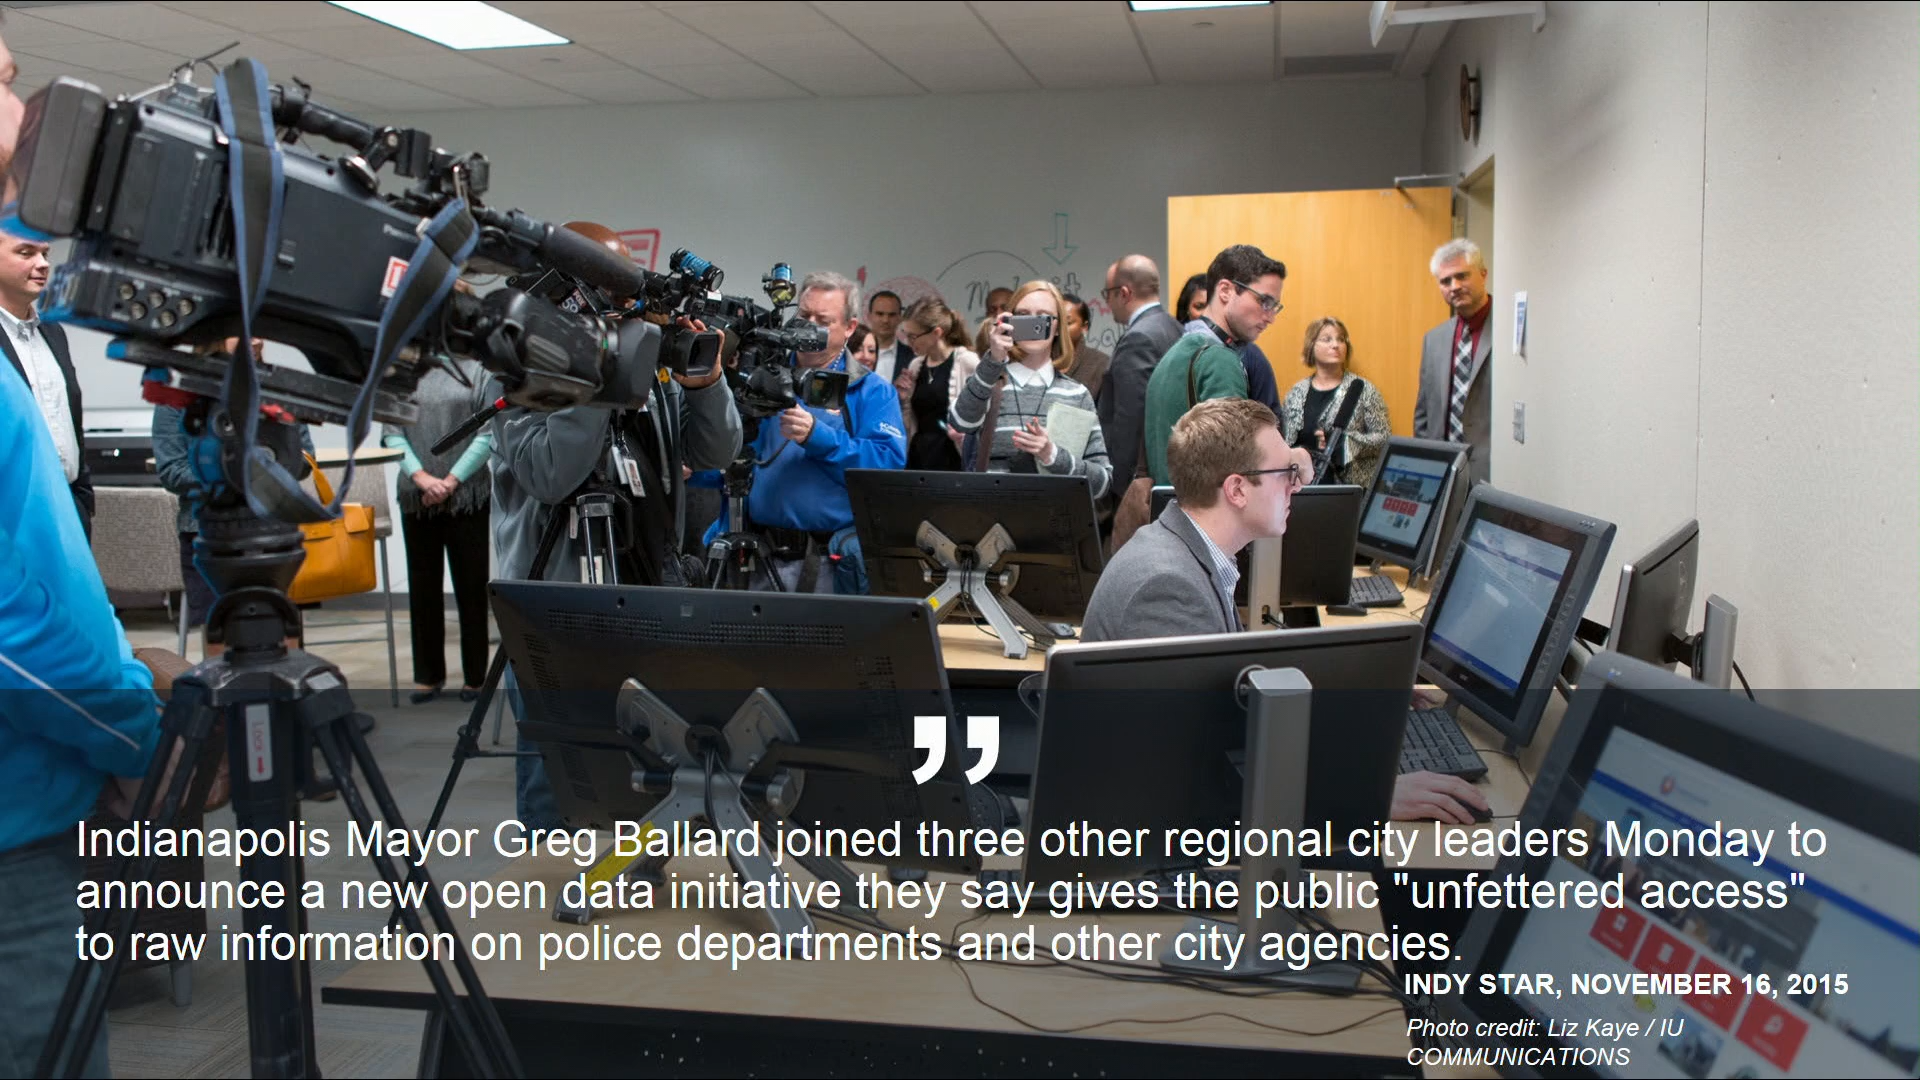 ”
Indianapolis Mayor Greg Ballard joined three other regional city leaders Monday to
announce a new open data initiative they say gives the public "unfettered access"
to raw information on police departments and other city agencies.
INDY STAR, NOVEMBER 16, 2015
Photo credit: Liz Kaye / IU
COMMUNICATIONS
LOCK